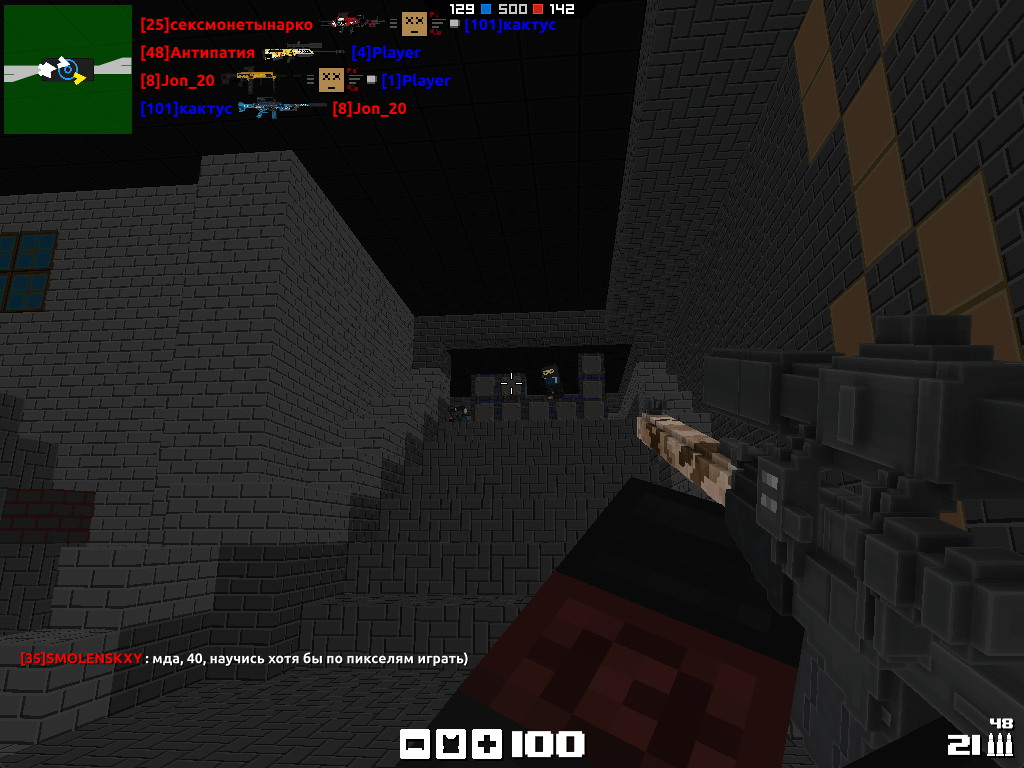 129 500 142
[25]сексмонетынарко [101]кактус
[48]Антипатия [4]Player
[8]Jon_20 [1]Player
[101]кактус [8]Jon_20
[35]SMOLENSKXY : мда, 40, научись хотя бы по пикселям играть)
100
48
21